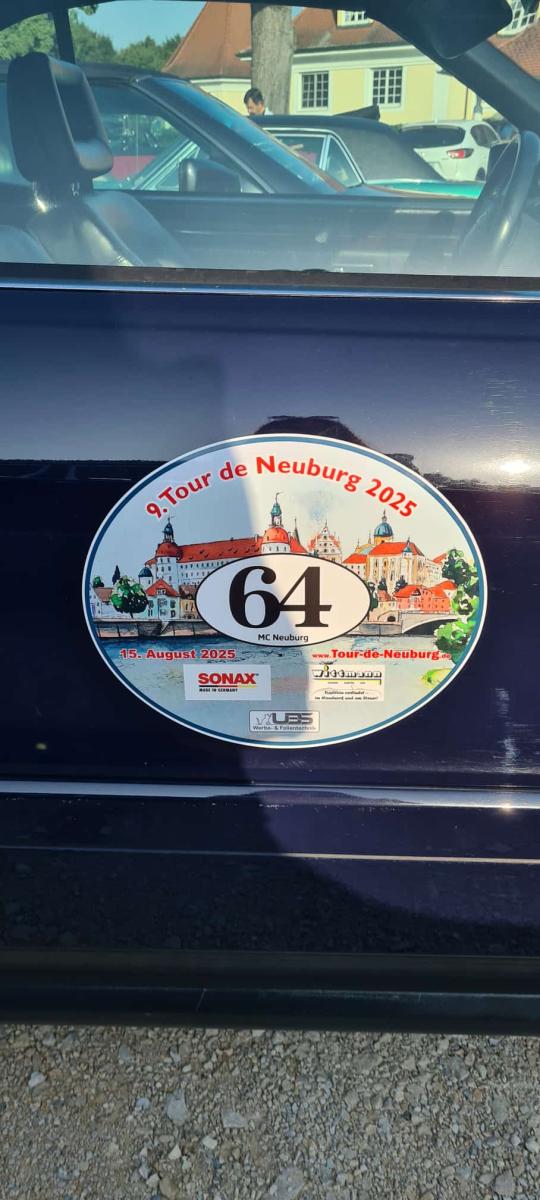 9. Tour de Neuburg 2025
64
MC Neuburg
15. August 2025
www.Tour-de-Neuburg.de
SONAX
MADE IN GERMANY
wittmann
UBS
Werbe- & Folientechnik